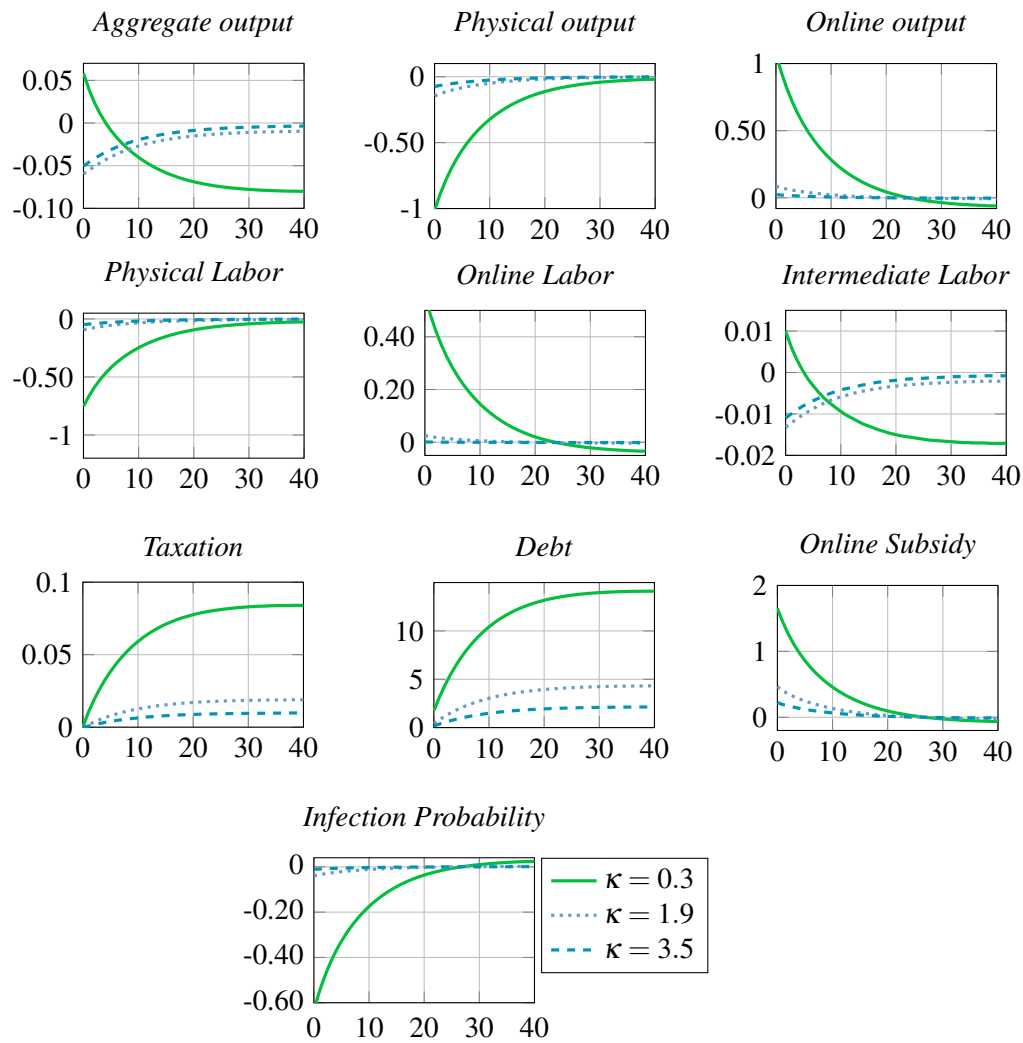 Aggregate output
0.05
0
-0.05
-0.10
0 10 20 30 40
Physical output
0
-0.50
-1
0 10 20 30 40
Online output
1
0.50
0
0 10 20 30 40
Physical Labor
0
-0.50
-1
0 10 20 30 40
Online Labor
0.40
0.20
0
0 10 20 30 40
Intermediate Labor
0.01
0
-0.01
-0.02
0 10 20 30 40
Taxation
0.1
0.05
0
0 10 20 30 40
Debt
10
5
0
0 10 20 30 40
Online Subsidy
2
1
0
0 10 20 30 40
Infection Probability
0
-0.20
-0.40
-0.60
0 10 20 30 40
κ = 0.3
κ = 1.9
κ = 3.5